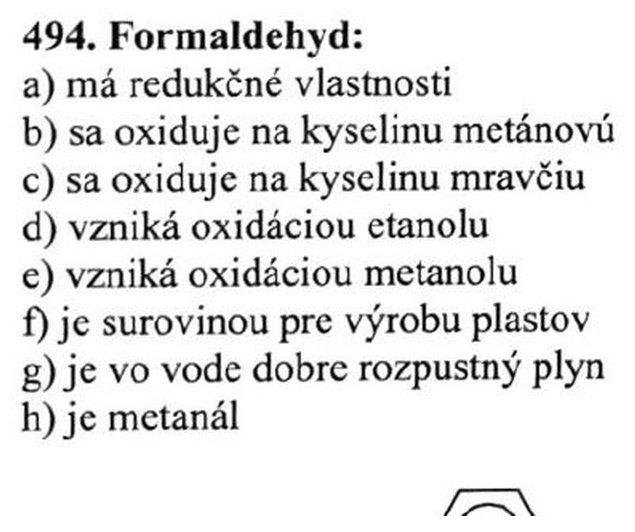 494. Formaldehyd:
a) má redukčné vlastnosti
b) sa oxiduje na kyselinu metánovú
c) sa oxiduje na kyselinu mravčiu
d) vzniká oxidáciou etanolu
e) vzniká oxidáciou metanolu
f) je surovinou pre výrobu plastov
g) je vo vode dobre rozpustný plyn
h) je metanál